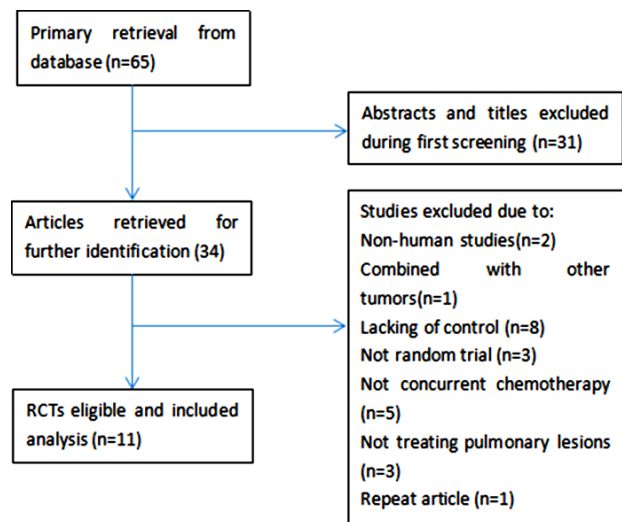 Primary retrieval from
database (n=65)
Abstracts and titles excluded
during first screening (n=31)
Articles retrieved for
further identification (34)
Studies excluded due to:
Non-human studies(n=2)
Combined with other
tumors(n=1)
Lacking of control (n=8)
Not random trial (n=3)
Not concurrent chemotherapy
(n=5)
Not treating pulmonary lesions
(n=3)
Repeat article (n=1)
RCTs eligible and included
analysis (n=11)